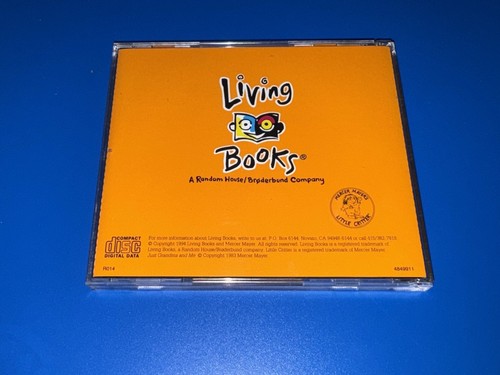 Living
BOOKS®
A Random House/Brøderbund Company
MERCER MAYER'S
LITTLE CRITTER
COMPACT
disc
DIGITAL DATA
For more information about Living Books, write to us at: P.O. Box 6144, Novato, CA 94948-6144 or call 415/382.7818.
© Copyright 1994 Living Books and Mercer Mayer. All rights reserved. Living Books is a registered trademark of
Living Books, a Random House/Brøderbund company. Little Critter is a registered trademark of Mercer Mayer.
Just Grandma and Me © Copyright 1983 Mercer Mayer.